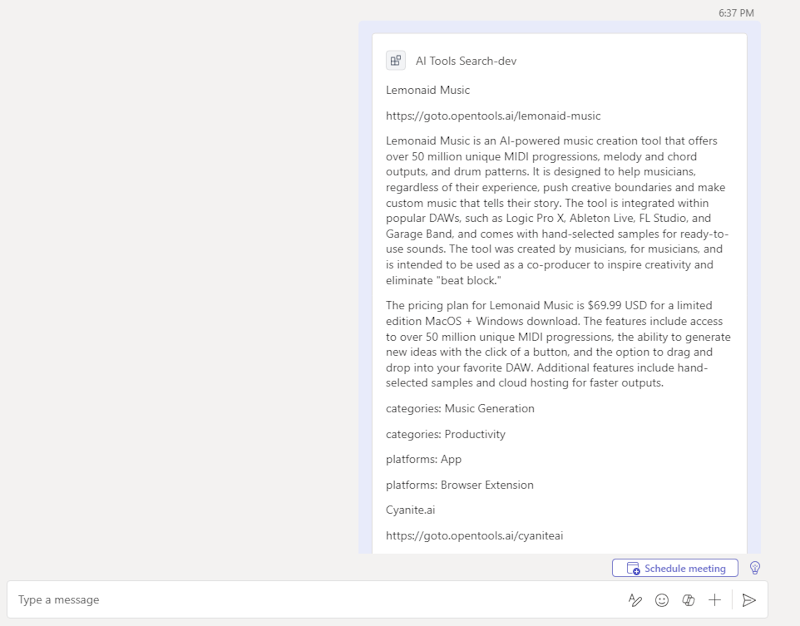 6:37 PM
AI Tools Search-dev
Lemonaid Music
https://goto.opentools.ai/lemonaid-music
Lemonaid Music is an AI-powered music creation tool that offers
over 50 million unique MIDI progressions, melody and chord
outputs, and drum patterns. It is designed to help musicians,
regardless of their experience, push creative boundaries and make
custom music that tells their story. The tool is integrated within
popular DAWs, such as Logic Pro X, Ableton Live, FL Studio, and
Garage Band, and comes with hand-selected samples for ready-to-
use sounds. The tool was created by musicians, for musicians, and
is intended to be used as a co-producer to inspire creativity and
eliminate "beat block."
The pricing plan for Lemonaid Music is $69.99 USD for a limited
edition MacOS + Windows download. The features include access
to over 50 million unique MIDI progressions, the ability to generate
new ideas with the click of a button, and the option to drag and
drop into your favorite DAW. Additional features include hand-
selected samples and cloud hosting for faster outputs.
categories: Music Generation
categories: Productivity
platforms: App
platforms: Browser Extension
Cyanite.ai
https://goto.opentools.ai/cyaniteai
Schedule meeting
Type a message